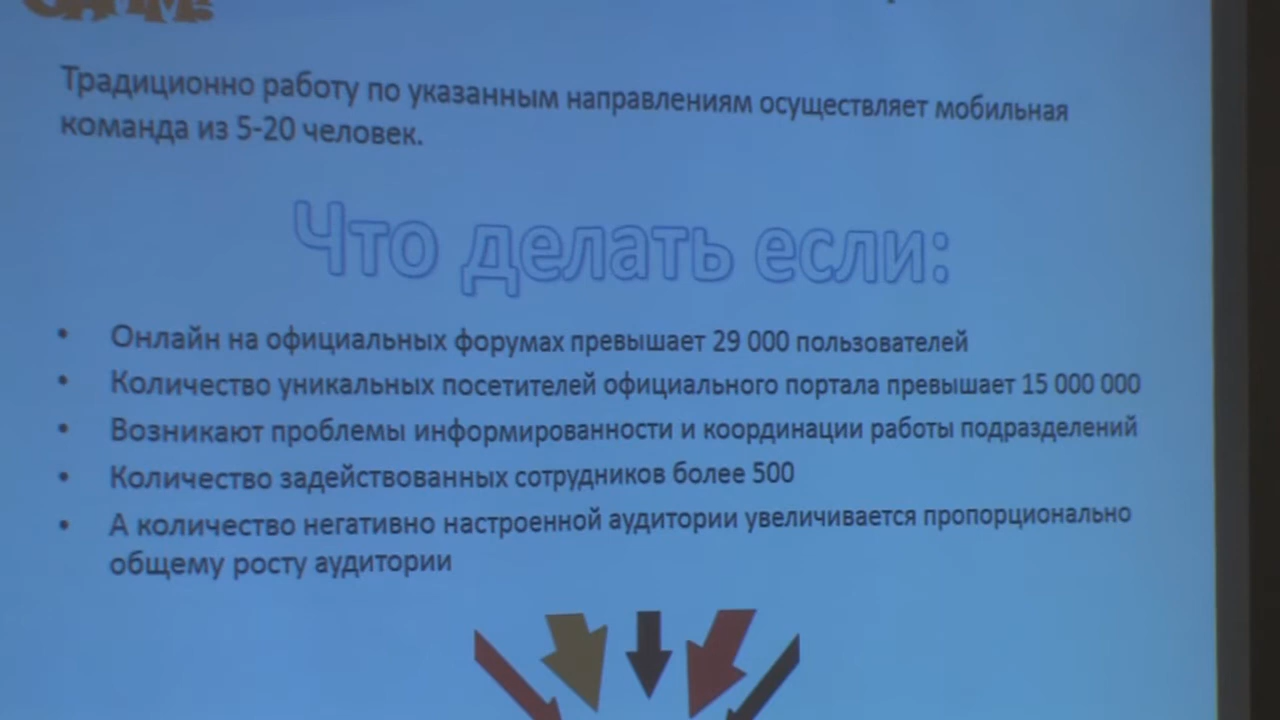 Традиционно работу по указанным направлениям осуществляет мобильная
команда из 5-20 человек.
Что делать если:
• Онлайн на официальных форумах превышает 29 000 пользователей
• Количество уникальных посетителей официального портала превышает 15 000 000
• Возникают проблемы информированности и координации работы подразделений
• Количество задействованных сотрудников более 500
• А количество негативно настроенной аудитории увеличивается пропорционально
общему росту аудитории